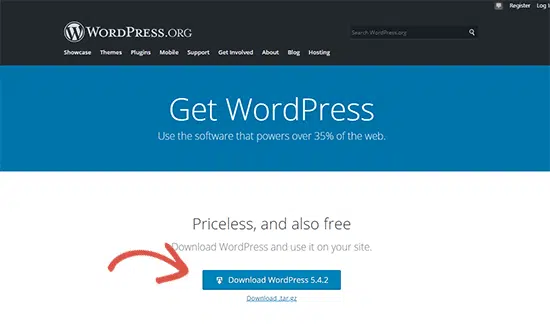 Register Log
WORDPRESS.ORG
Search WordPress.org
Showcase Themes Plugins Mobile Support Get Involved About Blog Hosting
Get WordPress
Use the software that powers over 35% of the web.
Priceless, and also free
Download WordPress and use it on your site.
Download WordPress 5.4.2
Download .tar.gz